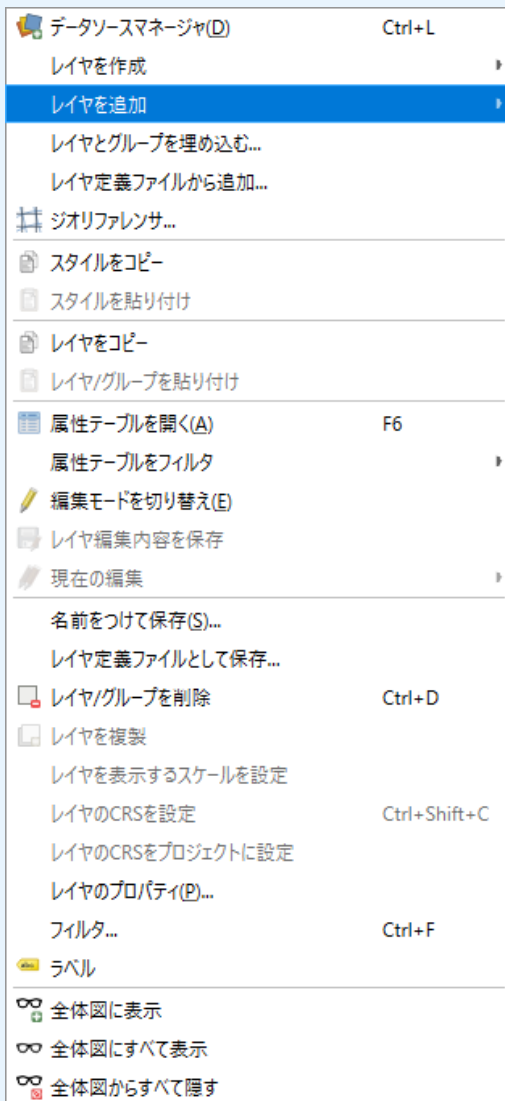 データソースマネージャ(D) Ctrl+L
レイヤを作成
レイヤを追加
レイヤとグループを埋め込む...
レイヤ定義ファイルから追加...
ジオリファレンサ...
スタイルをコピー
スタイルを貼り付け
レイヤをコピー
レイヤ/グループを貼り付け
属性テーブルを開く(A) F6
属性テーブルをフィルタ
編集モードを切り替え(E)
レイヤ編集内容を保存
現在の編集
名前をつけて保存(S)...
レイヤ定義ファイルとして保存...
レイヤ/グループを削除 Ctrl+D
レイヤを複製
レイヤを表示するスケールを設定
レイヤのCRSを設定 Ctrl+Shift+C
レイヤのCRSをプロジェクトに設定
レイヤのプロパティ(P)...
フィルタ... Ctrl+F
ラベル
全体図に表示
全体図にすべて表示
全体図からすべて隠す